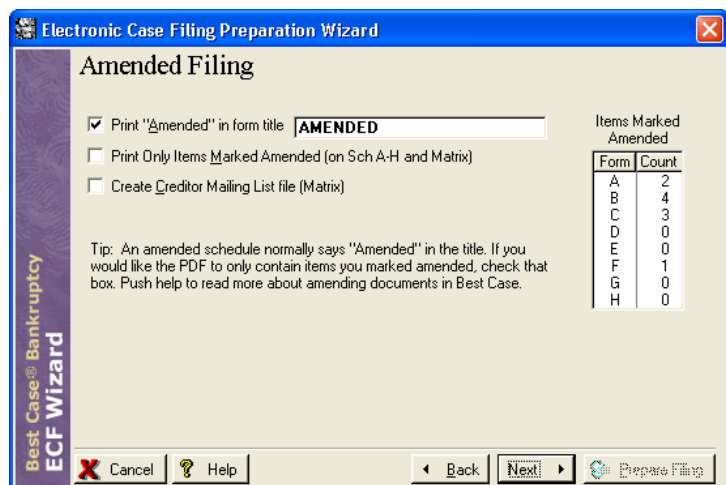 Electronic Case Filing Preparation Wizard
Amended Filing
Print "Amended" in form title AMENDED
Print Only Items Marked Amended (on Sch A-H and Matrix)
Create Creditor Mailing List file (Matrix)
Tip: An amended schedule normally says "Amended" in the title. If you
would like the PDF to only contain items you marked amended, check that
box. Push help to read more about amending documents in Best Case.
Items Marked
Amended
Form Count
A 2
B 4
C 3
D 0
E 0
F 1
G 0
H 0
Best Case® Bankruptcy
ECF Wizard
Cancel
Help
Back
Next
Prepare Filing